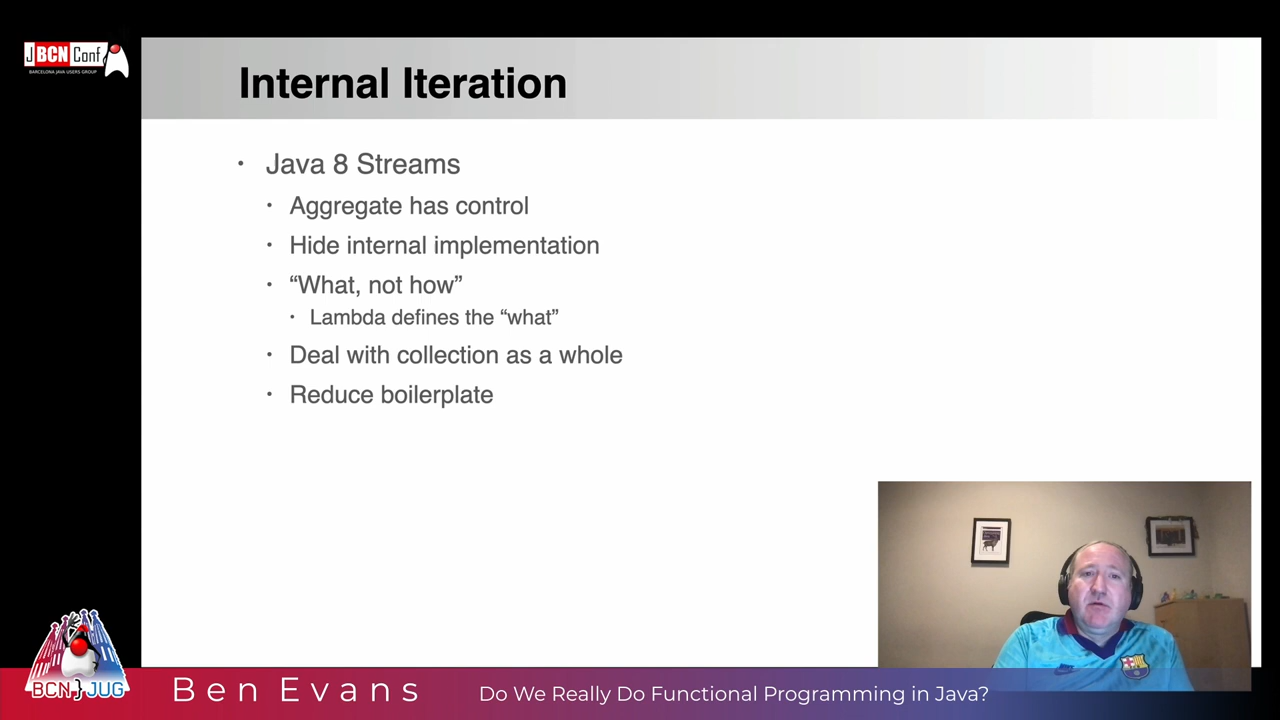 JBCNConf
BARCELONA JAVA USERS GROUP
Internal Iteration
• Java 8 Streams
• Aggregate has control
• Hide internal implementation
• “What, not how”
• Lambda defines the “what”
• Deal with collection as a whole
• Reduce boilerplate
BCN JUG
Ben Evans
Do We Really Do Functional Programming in Java?